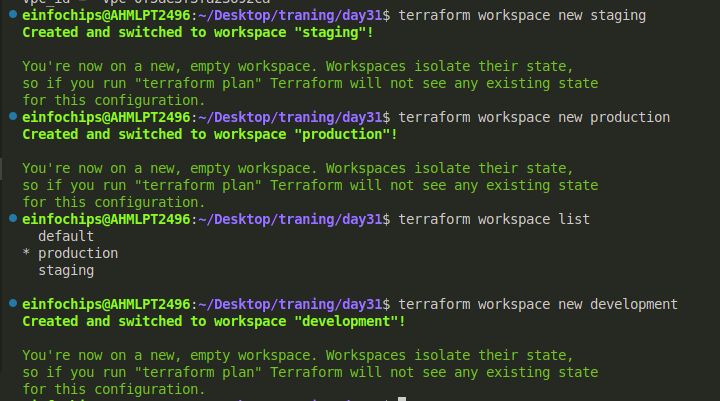 einfochips@AHMLPT2496:~/Desktop/traning/day31$ terraform workspace new staging
Created and switched to workspace "staging"!
You're now on a new, empty workspace. Workspaces isolate their state,
so if you run "terraform plan" Terraform will not see any existing state
for this configuration.
einfochips@AHMLPT2496:~/Desktop/traning/day31$ terraform workspace new production
Created and switched to workspace "production"!
You're now on a new, empty workspace. Workspaces isolate their state,
so if you run "terraform plan" Terraform will not see any existing state
for this configuration.
einfochips@AHMLPT2496:~/Desktop/traning/day31$ terraform workspace list
default
* production
staging
einfochips@AHMLPT2496:~/Desktop/traning/day31$ terraform workspace new development
Created and switched to workspace "development"!
You're now on a new, empty workspace. Workspaces isolate their state,
so if you run "terraform plan" Terraform will not see any existing state
for this configuration.